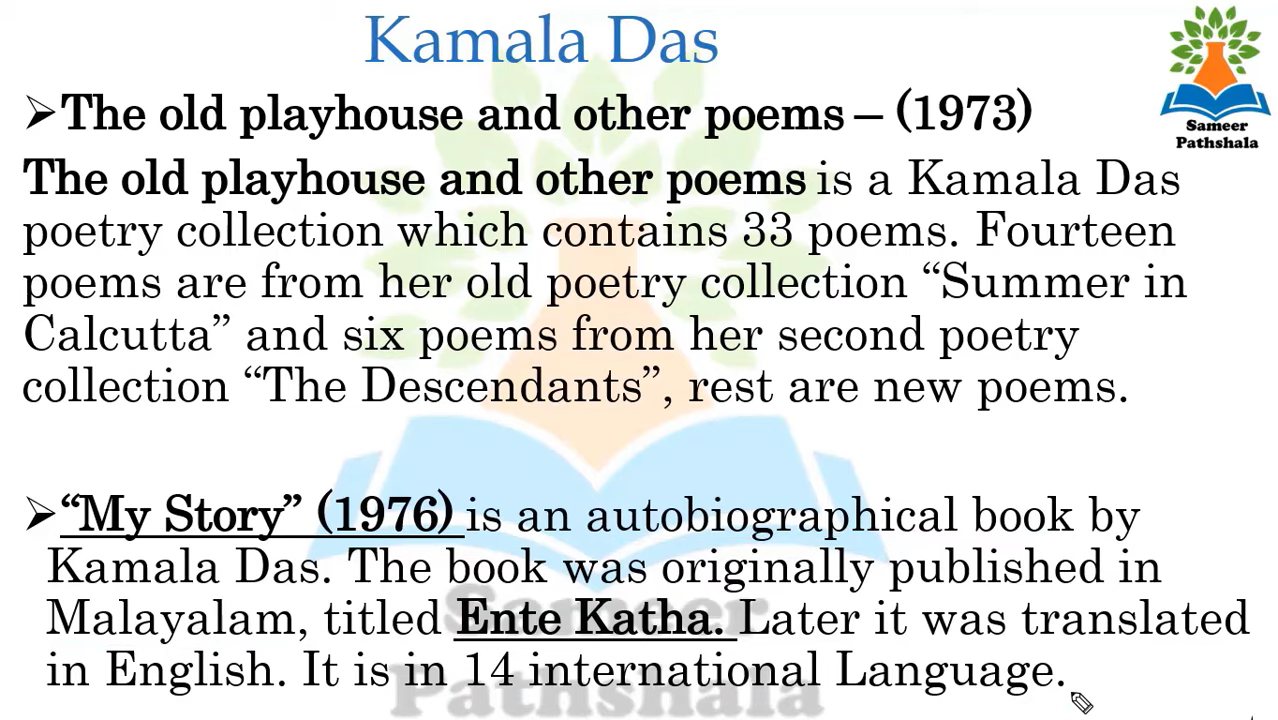 Kamala Das
Sameer
Pathshala
➢The old playhouse and other poems – (1973)
The old playhouse and other poems is a Kamala Das
poetry collection which contains 33 poems. Fourteen
poems are from her old poetry collection “Summer in
Calcutta” and six poems from her second poetry
collection “The Descendants”, rest are new poems.
➢“My Story” (1976) is an autobiographical book by
Kamala Das. The book was originally published in
Malayalam, titled Ente Katha. Later it was translated
in English. It is in 14 international Language.
Sameer
Pathshala